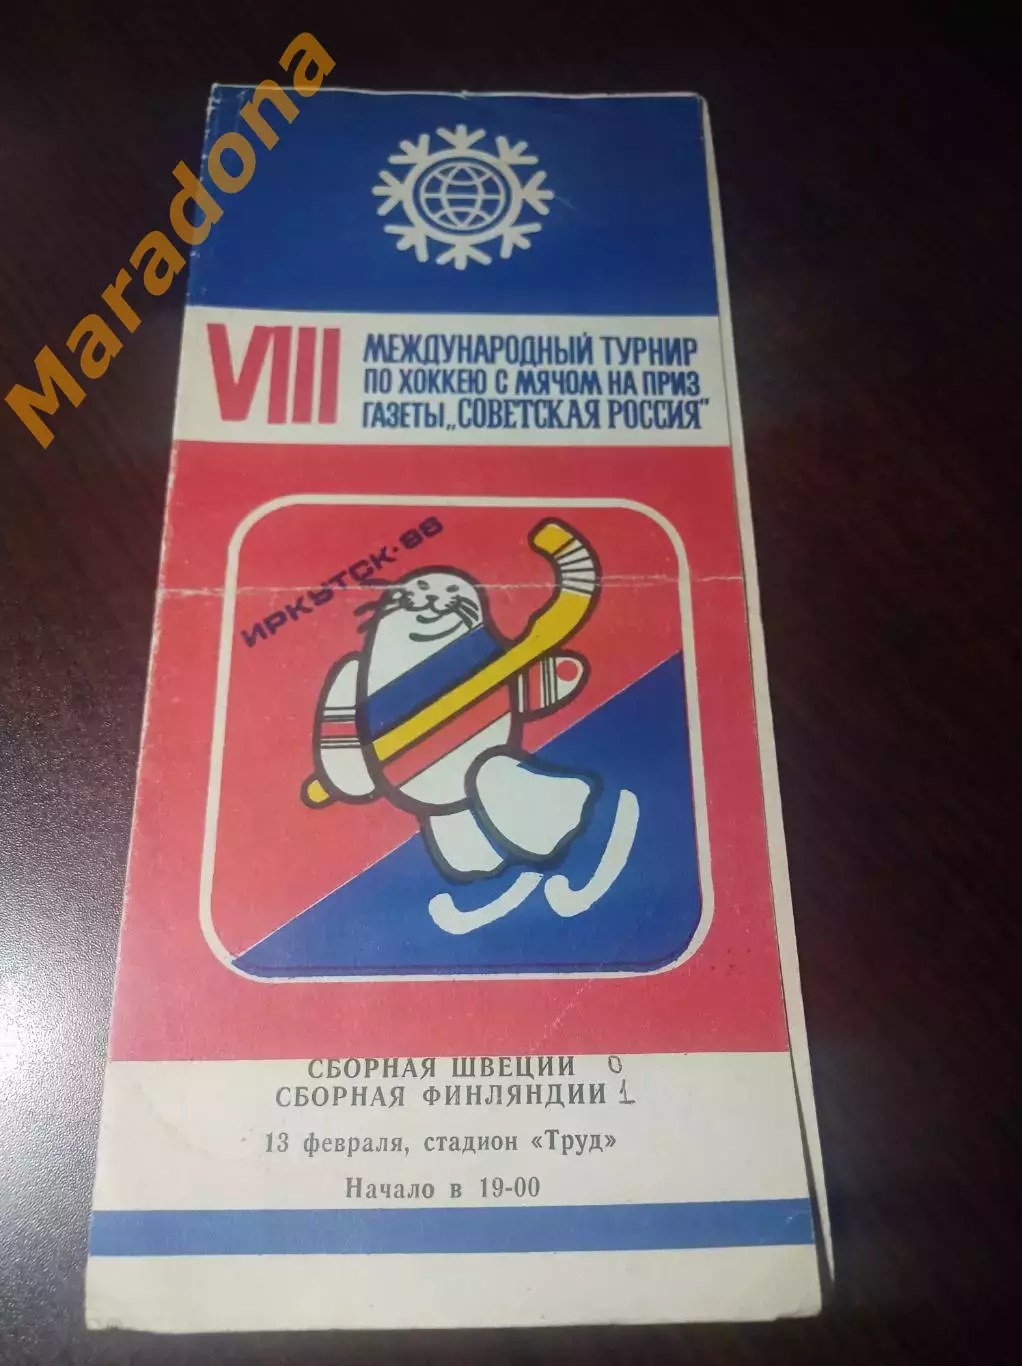 Maradona
VIII
МЕЖДУНАРОДНЫЙ ТУРНИР
ПО ХОККЕЮ С МЯЧОМ НА ПРИЗ
ГАЗЕТЫ „СОВЕТСКАЯ РОССИЯ"
ИРКУТСК·88
СБОРНАЯ ШВЕЦИИ 0
СБОРНАЯ ФИНЛЯНДИИ 1
13 февраля, стадион «Труд»
Начало в 19-00